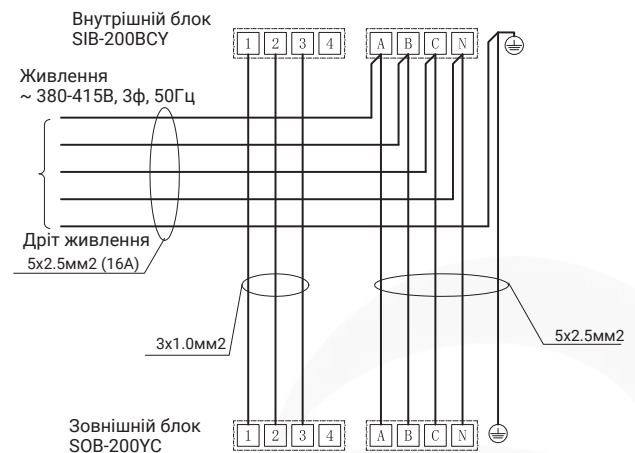 Внутрішній блок
SIB-200BCY
1 2 3 4 A B C N
Живлення
~ 380-415В, 3ф, 50Гц
Дріт живлення
5x2.5мм2 (16А)
3x1.0мм2
5x2.5мм2
Зовнішній блок
SOB-200YC
1 2 3 4 A B C N